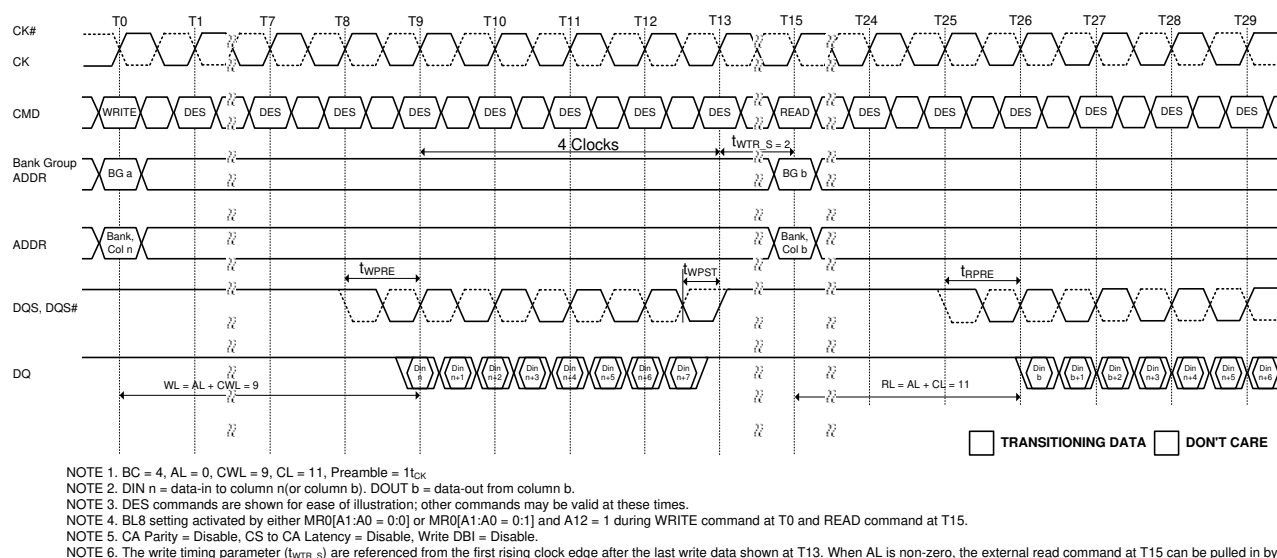 T0 T1 T7 T8 T9 T10 T11 T12 T13 T15 T24 T25 T26 T27 T28 T29
CK#
CK
CMD WRITE DES DES DES DES DES DES DES DES READ DES DES DES DES DES DES
4 Clocks tWTR_S = 2
Bank Group
ADDR
BG a BG b
ADDR
Bank,
Col n
Bank,
Col b
tWPRE tWPST tRPRE
DQS, DQS#
DQ
Din
n
Din
n+1
Din
n+2
Din
n+3
Din
n+4
Din
n+5
Din
n+6
Din
n+7
Din
b
Din
b+1
Din
b+2
Din
n+3
Din
n+4
Din
n+5
Din
n+6
WL = AL + CWL = 9
RL = AL + CL = 11
TRANSITIONING DATA DON'T CARE
NOTE 1. BC = 4, AL = 0, CWL = 9, CL = 11, Preamble = 1tCK
NOTE 2. DIN n = data-in to column n(or column b). DOUT b = data-out from column b.
NOTE 3. DES commands are shown for ease of illustration; other commands may be valid at these times.
NOTE 4. BL8 setting activated by either MR0[A1:A0 = 0:0] or MR0[A1:A0 = 0:1] and A12 = 1 during WRITE command at T0 and READ command at T15.
NOTE 5. CA Parity = Disable, CS to CA Latency = Disable, Write DBI = Disable.
NOTE 6. The write timing parameter (tWTR_S) are referenced from the first rising clock edge after the last write data shown at T13. When AL is non-zero, the external read command at T15 can be pulled in by